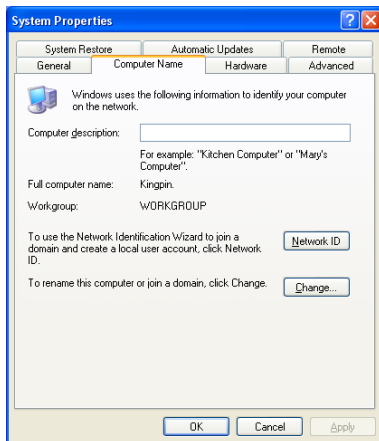 System Properties
System Restore Automatic Updates Remote
General Computer Name Hardware Advanced
Windows uses the following information to identify your computer
on the network.
Computer description:
For example: "Kitchen Computer" or "Mary's
Computer".
Full computer name: Kingpin.
Workgroup: WORKGROUP
To use the Network Identification Wizard to join a
domain and create a local user account, click Network
ID.
Network ID
To rename this computer or join a domain, click Change.
Change...
OK Cancel Apply